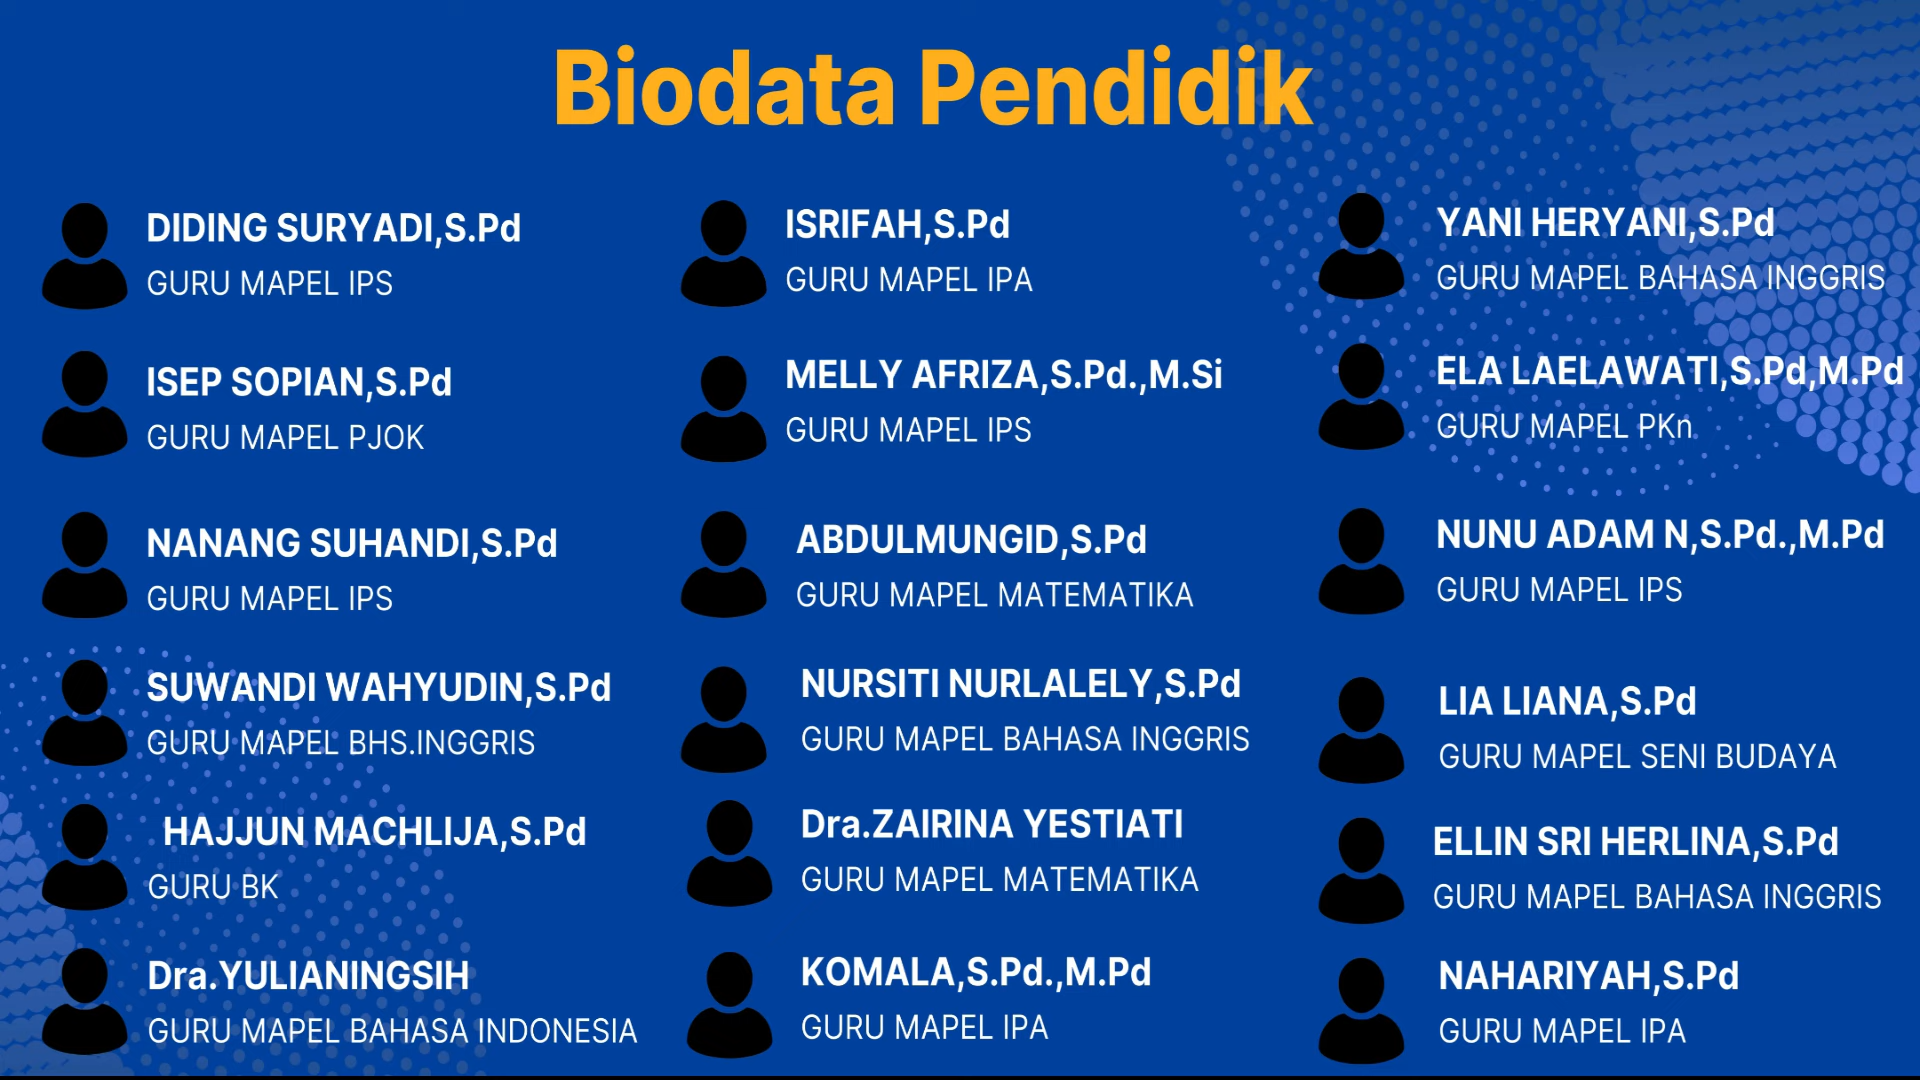 Biodata Pendidik
DIDING SURYADI,S.Pd
GURU MAPEL IPS
ISEP SOPIAN,S.Pd
GURU MAPEL PJOK
NANANG SUHANDI,S.Pd
GURU MAPEL IPS
SUWANDI WAHYUDIN,S.Pd
GURU MAPEL BHS.INGGRIS
HAJJUN MACHLIJA,S.Pd
GURU BK
Dra.YULIANINGSIH
GURU MAPEL BAHASA INDONESIA
ISRIFAH,S.Pd
GURU MAPEL IPA
MELLY AFRIZA,S.Pd.,M.Si
GURU MAPEL IPS
ABDULMUNGID,S.Pd
GURU MAPEL MATEMATIKA
NURSITI NURLALELY,S.Pd
GURU MAPEL BAHASA INGGRIS
Dra.ZAIRINA YESTIATI
GURU MAPEL MATEMATIKA
KOMALA,S.Pd.,M.Pd
GURU MAPEL IPA
YANI HERYANI,S.Pd
GURU MAPEL BAHASA INGGRIS
ELA LAELAWATI,S.Pd,M.Pd
GURU MAPEL PKn
NUNU ADAM N,S.Pd.,M.Pd
GURU MAPEL IPS
LIA LIANA,S.Pd
GURU MAPEL SENI BUDAYA
ELLIN SRI HERLINA,S.Pd
GURU MAPEL BAHASA INGGRIS
NAHARIYAH,S.Pd
GURU MAPEL IPA